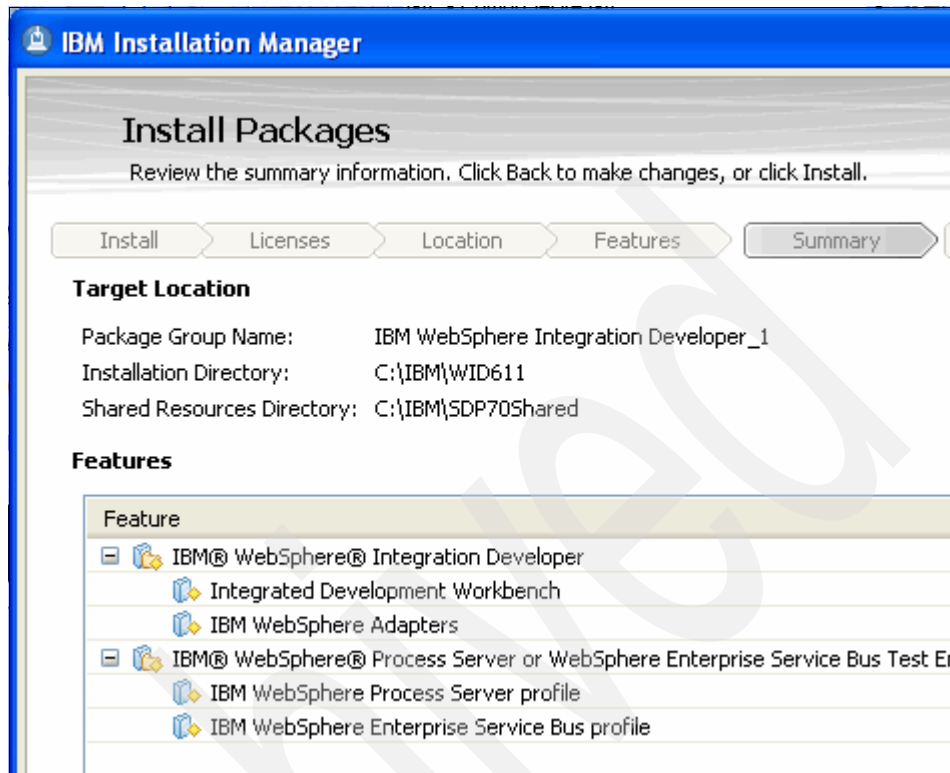 IBM Installation Manager
Install Packages
Review the summary information. Click Back to make changes, or click Install.
Install Licenses Location Features Summary
Target Location
Package Group Name: IBM WebSphere Integration Developer_1
Installation Directory: C:\IBM\WID611
Shared Resources Directory: C:\IBM\SDP70Shared
Features
Feature
IBM® WebSphere® Integration Developer
Integrated Development Workbench
IBM WebSphere Adapters
IBM® WebSphere® Process Server or WebSphere Enterprise Service Bus Test
IBM WebSphere Process Server profile
IBM WebSphere Enterprise Service Bus profile